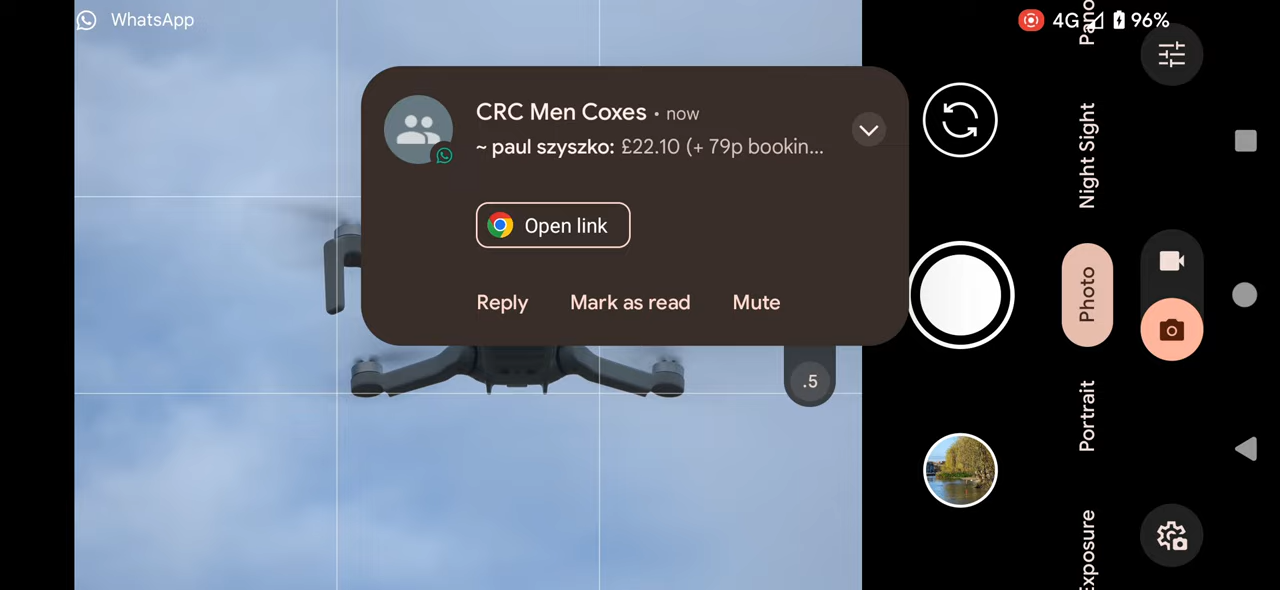 WhatsApp
4G 96%
CRC Men Coxes • now
~ paul szyszko: £22.10 (+ 79p bookin...
Open link
Reply Mark as read Mute
.5
Pano
Night Sight
Photo
Portrait
Exposure